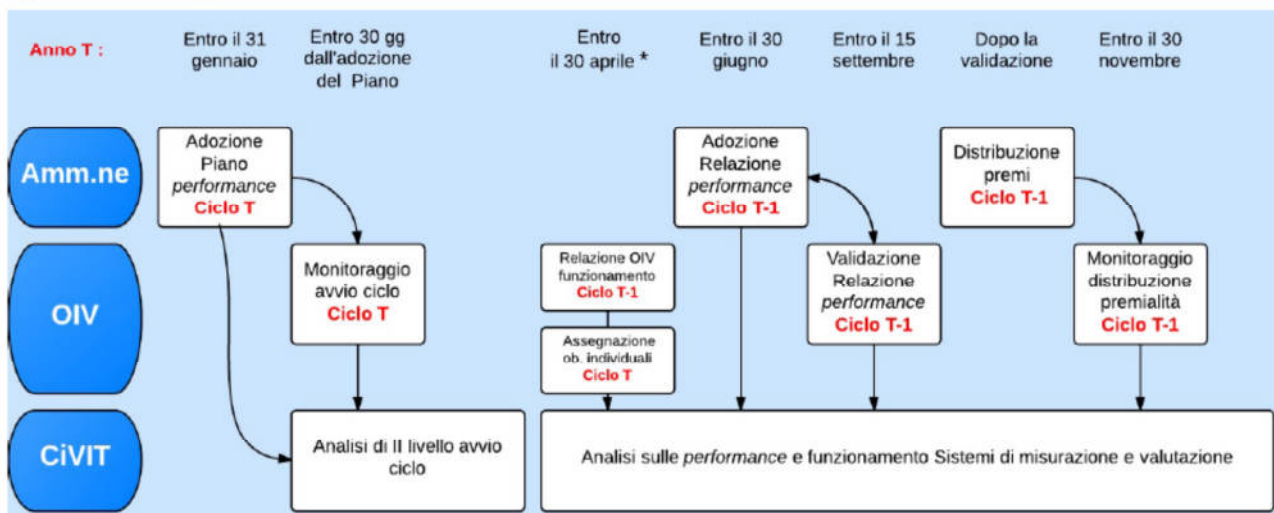 Anno T :
Entro il 31
gennaio
Entro 30 gg
dall'adozione
del Piano
Entro
il 30 aprile *
Entro il 30
giugno
Entro il 15
settembre
Dopo la
validazione
Entro il 30
novembre
Amm.ne
Adozione
Piano
performance
Ciclo T
Adozione
Relazione
performance
Ciclo T-1
Distribuzione
premi
Ciclo T-1
OIV
Monitoraggio
avvio ciclo
Ciclo T
Relazione OIV
funzionamento
Ciclo T-1
Assegnazione
ob. individuali
Ciclo T
Validazione
Relazione
performance
Ciclo T-1
Monitoraggio
distribuzione
premialità
Ciclo T-1
CiVIT
Analisi di II livello avvio
ciclo
Analisi sulle performance e funzionamento Sistemi di misurazione e valutazione